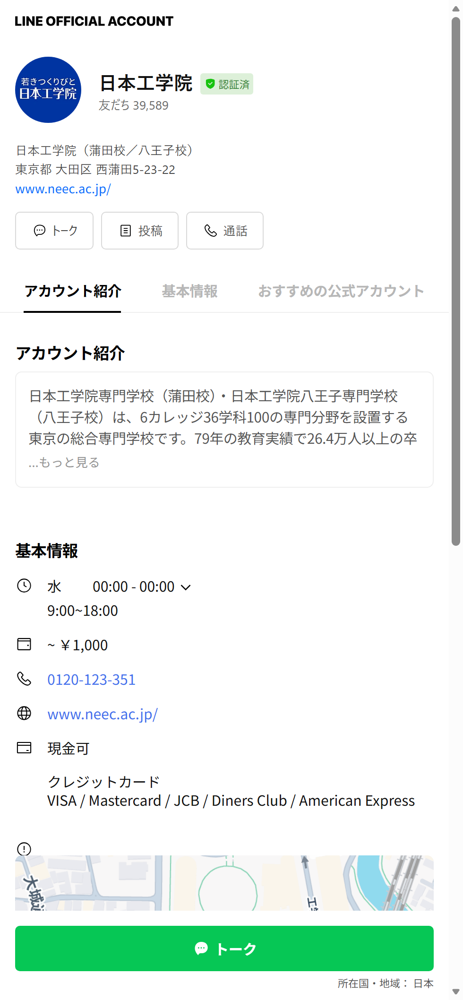 LINE OFFICIAL ACCOUNT
若きつくりびと
日本工学院
日本工学院
認証済
友だち 39,589
日本工学院（蒲田校／八王子校）
東京都 大田区 西蒲田5-23-22
www.neec.ac.jp/
トーク
投稿
通話
アカウント紹介
基本情報
おすすめの公式アカウント
アカウント紹介
日本工学院専門学校（蒲田校）・日本工学院八王子専門学校
（八王子校）は、6カレッジ36学科100の専門分野を設置する
東京の総合専門学校です。79年の教育実績で26.4万人以上の卒
...もっと見る
基本情報
水 00:00 - 00:00
9:00~18:00
~ ￥1,000
0120-123-351
www.neec.ac.jp/
現金可
クレジットカード
VISA / Mastercard / JCB / Diners Club / American Express
大城通
工学
トーク
所在国・地域： 日本